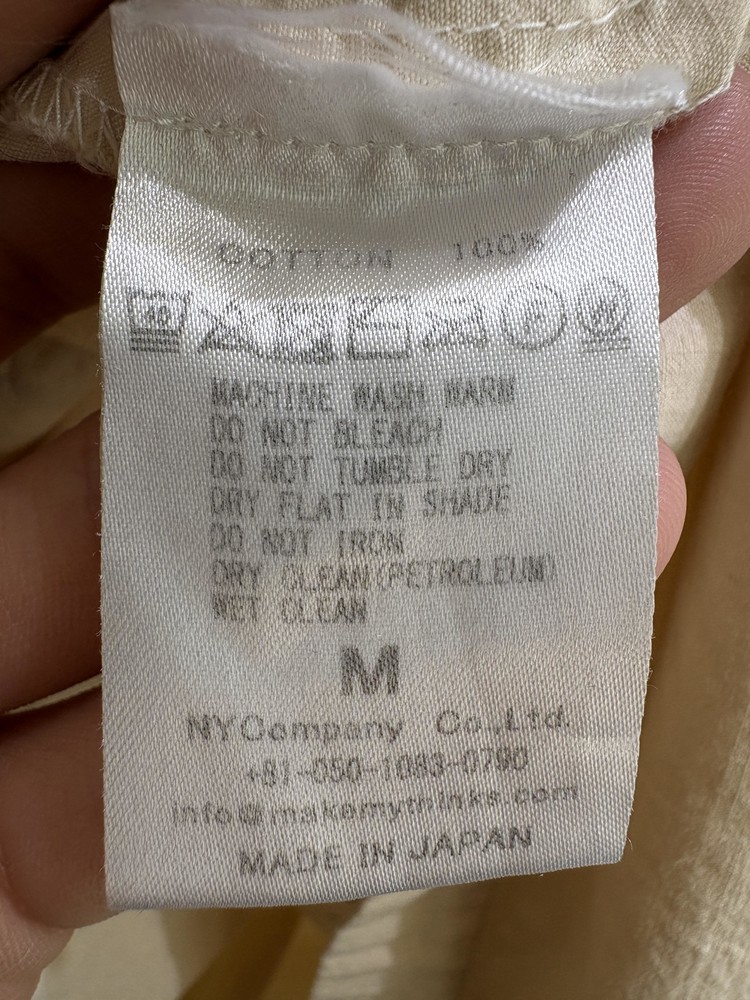 COTTON 100%
40 P W
MACHINE WASH WARM
DO NOT BLEACH
DO NOT TUMBLE DRY
DRY FLAT IN SHADE
DO NOT IRON
DRY CLEAN(PETROLEUM)
WET CLEAN
M
NYCompany Co.,Ltd.
+81-050-1083-0790
info@makemythinks.com
MADE IN JAPAN